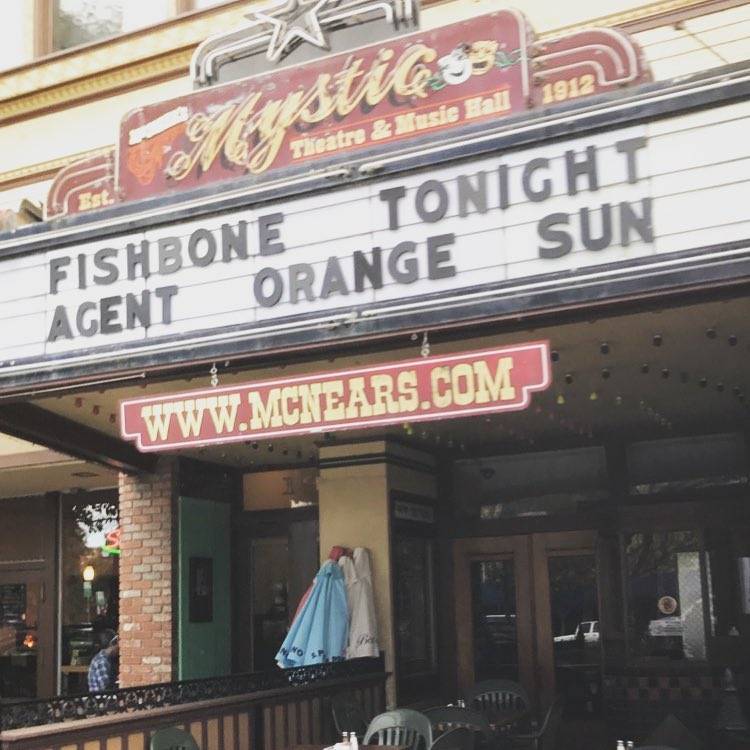 Mystic
Theatre & Music Hall
Est. 1912
FISHBONE TONIGHT
AGENT ORANGE SUN
WWW.MCNEARS.COM